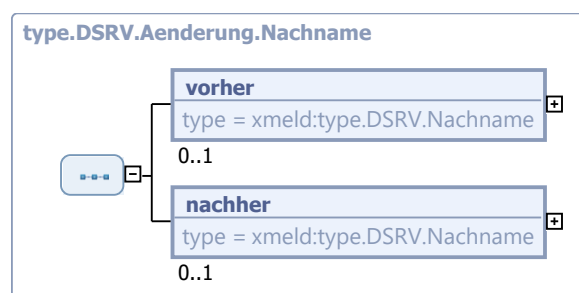 type.DSRV.Aenderung.Nachname
vorher
type = xmeld:type.DSRV.Nachname
0..1
nachher
type = xmeld:type.DSRV.Nachname
0..1